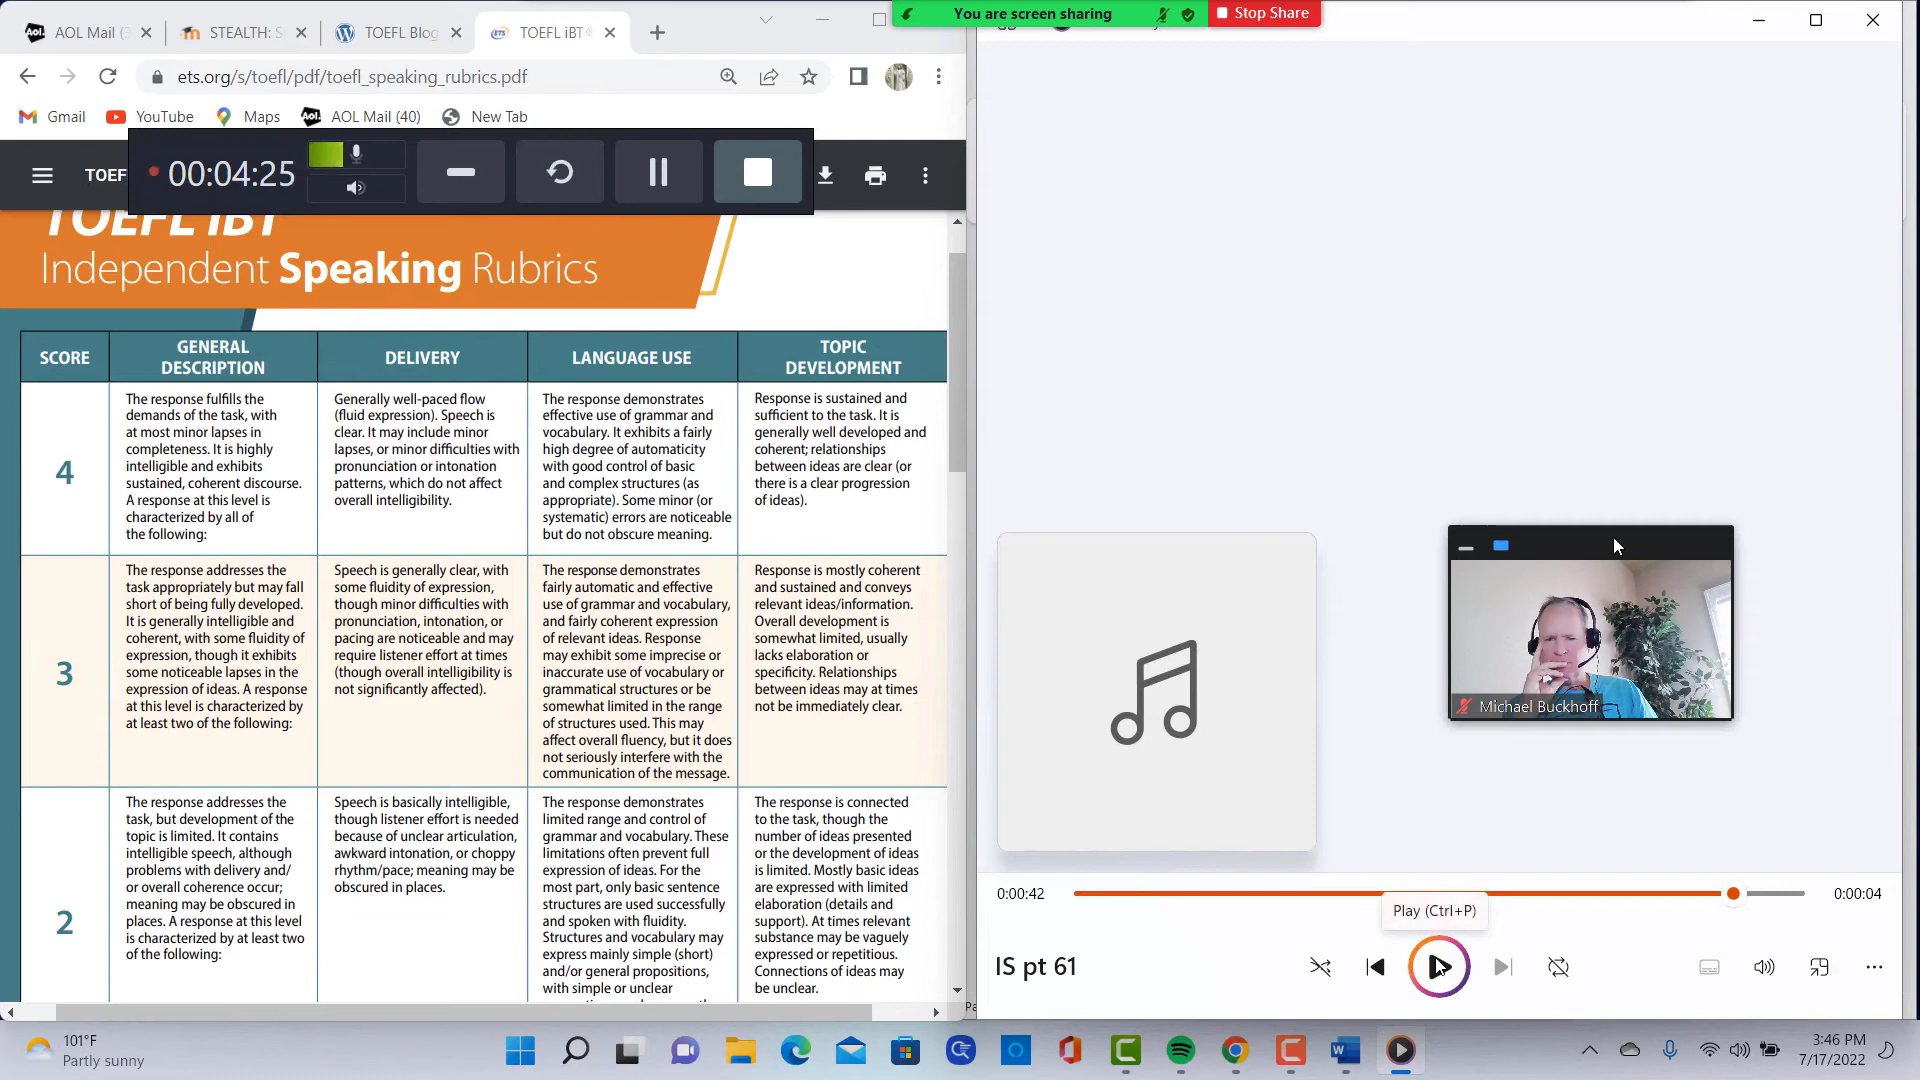 You are screen sharing
Stop Share
AOL Mail (3
STEALTH: S
TOEFL Blog
TOEFL iBT ®
ets.org/s/toefl/pdf/toefl_speaking_rubrics.pdf
Gmail
YouTube
Maps
AOL Mail (40)
New Tab
TOEF
00:04:25
TOEFL iBT
Independent Speaking Rubrics
SCORE
GENERAL
DESCRIPTION
DELIVERY
LANGUAGE USE
TOPIC
DEVELOPMENT
4
The response fulfills the
demands of the task, with
at most minor lapses in
completeness. It is highly
intelligible and exhibits
sustained, coherent discourse.
A response at this level is
characterized by all of
the following:
Generally well-paced flow
(fluid expression). Speech is
clear. It may include minor
lapses, or minor difficulties with
pronunciation or intonation
patterns, which do not affect
overall intelligibility.
The response demonstrates
effective use of grammar and
vocabulary. It exhibits a fairly
high degree of automaticity
with good control of basic
and complex structures (as
appropriate). Some minor (or
systematic) errors are noticeable
but do not obscure meaning.
Response is sustained and
sufficient to the task. It is
generally well developed and
coherent; relationships
between ideas are clear (or
there is a clear progression
of ideas).
3
The response addresses the
task appropriately but may fall
short of being fully developed.
It is generally intelligible and
coherent, with some fluidity of
expression, though it exhibits
some noticeable lapses in the
expression of ideas. A response
at this level is characterized by
at least two of the following:
Speech is generally clear, with
some fluidity of expression,
though minor difficulties with
pronunciation, intonation, or
pacing are noticeable and may
require listener effort at times
(though overall intelligibility is
not significantly affected).
The response demonstrates
fairly automatic and effective
use of grammar and vocabulary,
and fairly coherent expression
of relevant ideas. Response
may exhibit some imprecise or
inaccurate use of vocabulary or
grammatical structures or be
somewhat limited in the range
of structures used. This may
affect overall fluency, but it does
not seriously interfere with the
communication of the message.
Response is mostly coherent
and sustained and conveys
relevant ideas/information.
Overall development is
somewhat limited, usually
lacks elaboration or
specificity. Relationships
between ideas may at times
not be immediately clear.
2
The response addresses the
task, but development of the
topic is limited. It contains
intelligible speech, although
problems with delivery and/
or overall coherence occur;
meaning may be obscured in
places. A response at this level
is characterized by at least two
of the following:
Speech is basically intelligible,
though listener effort is needed
because of unclear articulation,
awkward intonation, or choppy
rhythm/pace; meaning may be
obscured in places.
The response demonstrates
limited range and control of
grammar and vocabulary. These
limitations often prevent full
expression of ideas. For the
most part, only basic sentence
structures are used successfully
and spoken with fluidity.
Structures and vocabulary may
express mainly simple (short)
and/or general propositions,
with simple or unclear
The response is connected
to the task, though the
number of ideas presented
or the development of ideas
is limited. Mostly basic ideas
are expressed with limited
elaboration (details and
support). At times relevant
substance may be vaguely
expressed or repetitious.
Connections of ideas may
be unclear.
Michael Buckhoff
0:00:42
0:00:04
Play (Ctrl+P)
IS pt 61
101°F
Partly sunny
3:46 PM
7/17/2022